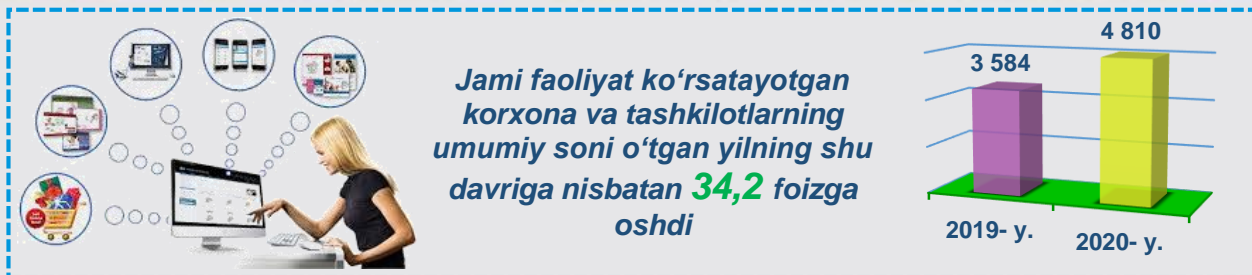 Jami faoliyat ko‘rsatayotgan
korxona va tashkilotlarning
umumiy soni o‘tgan yilning shu
davriga nisbatan 34,2 foizga
oshdi
4 810
3 584
2019- y.
2020- y.